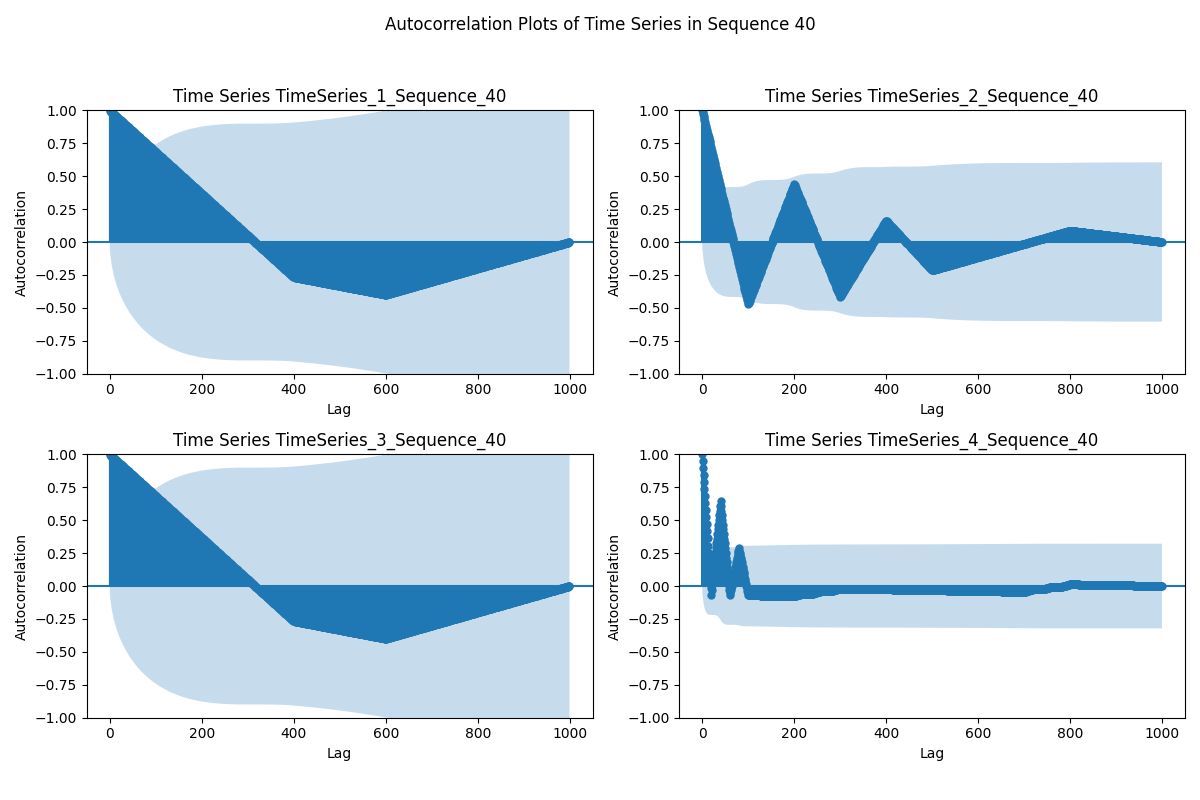 Autocorrelation Plots of Time Series in Sequence 40
Time Series TimeSeries_1_Sequence_40
1.00
0.75
0.50
0.25
0.00
−0.25
−0.50
−0.75
−1.00
Autocorrelation
0 200 400 600 800 1000
Lag
Time Series TimeSeries_2_Sequence_40
1.00
0.75
0.50
0.25
0.00
−0.25
−0.50
−0.75
−1.00
Autocorrelation
0 200 400 600 800 1000
Lag
Time Series TimeSeries_3_Sequence_40
1.00
0.75
0.50
0.25
0.00
−0.25
−0.50
−0.75
−1.00
Autocorrelation
0 200 400 600 800 1000
Lag
Time Series TimeSeries_4_Sequence_40
1.00
0.75
0.50
0.25
0.00
−0.25
−0.50
−0.75
−1.00
Autocorrelation
0 200 400 600 800 1000
Lag